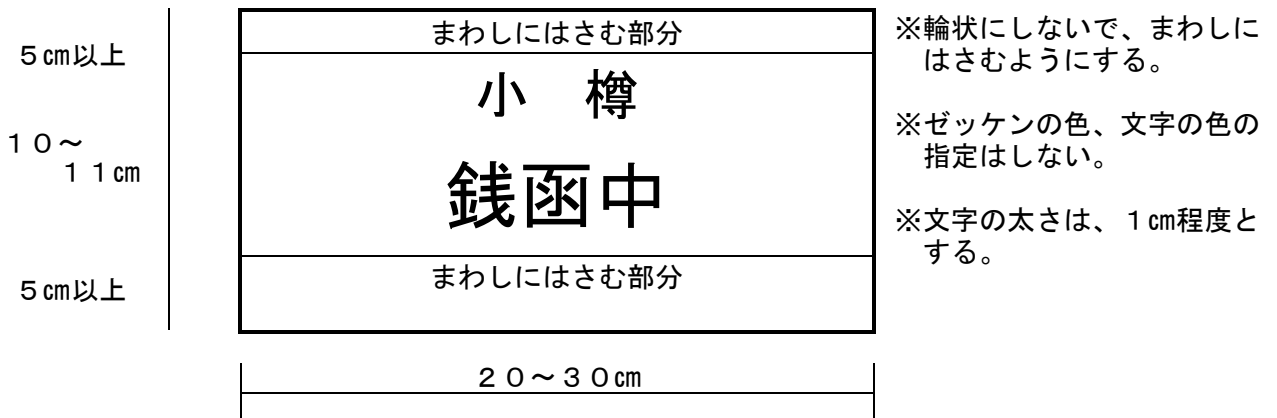 ５㎝以上
１０～
１１㎝
５㎝以上
まわしにはさむ部分
小　樽
銭函中
まわしにはさむ部分
２０～３０㎝
※輪状にしないで、まわしに
はさむようにする。
※ゼッケンの色、文字の色の
指定はしない。
※文字の太さは、１㎝程度と
する。